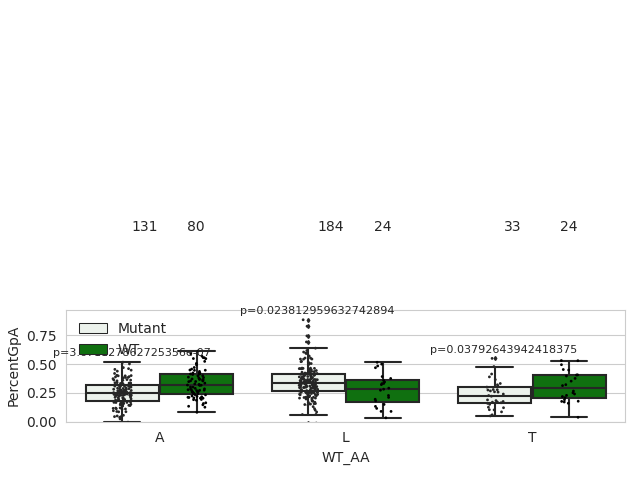 131 80 184 24 33 24
p=0.023812959632742894
Mutant
WT
p=0.03792643942418375
0.75
0.50
0.25
0.00
PercentGpA
A L T
WT_AA